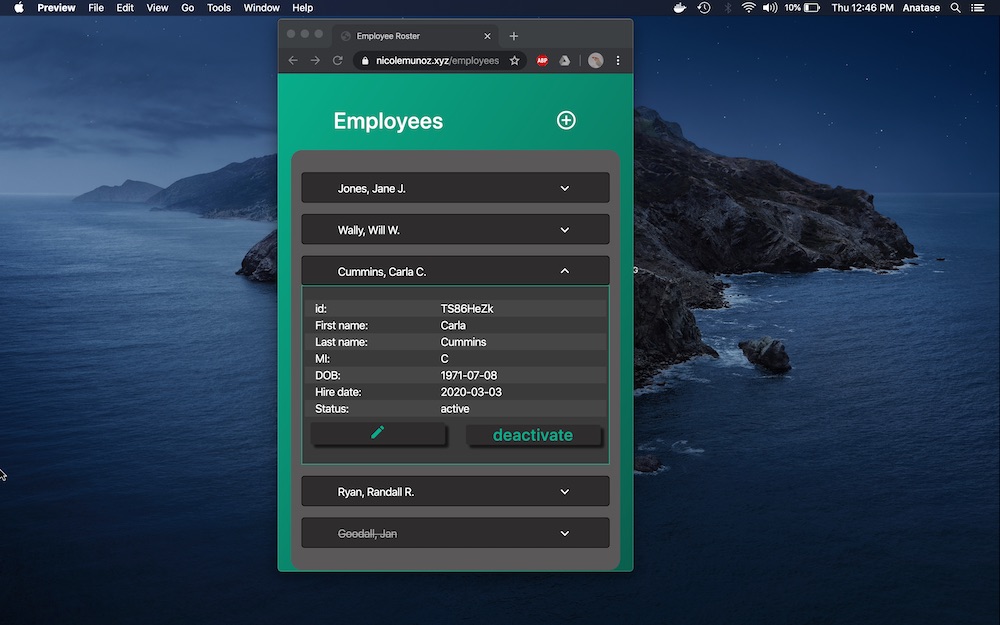 Preview File Edit View Go Tools Window Help 10% Thu 12:46 PM Anatase
Employee Roster
nicolemunoz.xyz/employees ABP
Employees
Jones, Jane J.
Wally, Will W.
Cummins, Carla C.
G
id: TS86HeZk
First name: Carla
Last name: Cummins
MI: C
DOB: 1971-07-08
Hire date: 2020-03-03
Status: active
deactivate
Ryan, Randall R.
Goodall, Jan